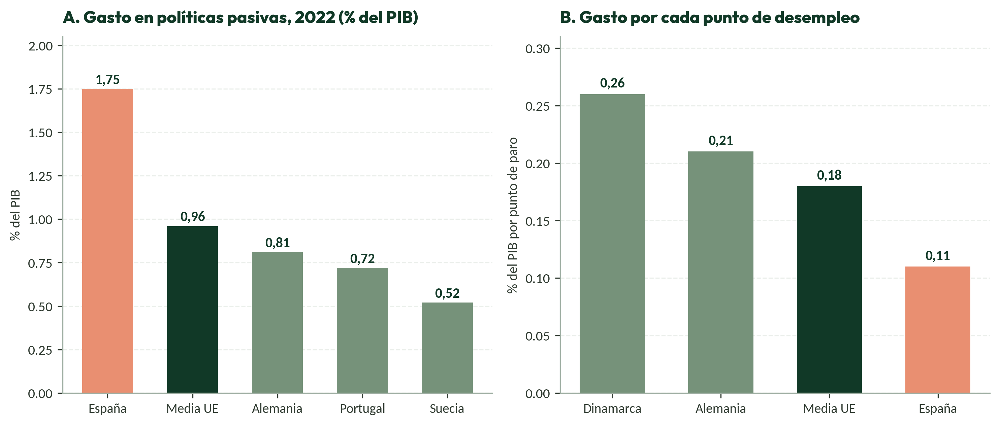 A. Gasto en políticas pasivas, 2022 (% del PIB)
% del PIB
2.00
1.75
1.50
1.25
1.00
0.75
0.50
0.25
0.00
1,75
0,96
0,81
0,72
0,52
España
Media UE
Alemania
Portugal
Suecia
B. Gasto por cada punto de desempleo
% del PIB por punto de paro
0.30
0.25
0.20
0.15
0.10
0.05
0.00
0,26
0,21
0,18
0,11
Dinamarca
Alemania
Media UE
España